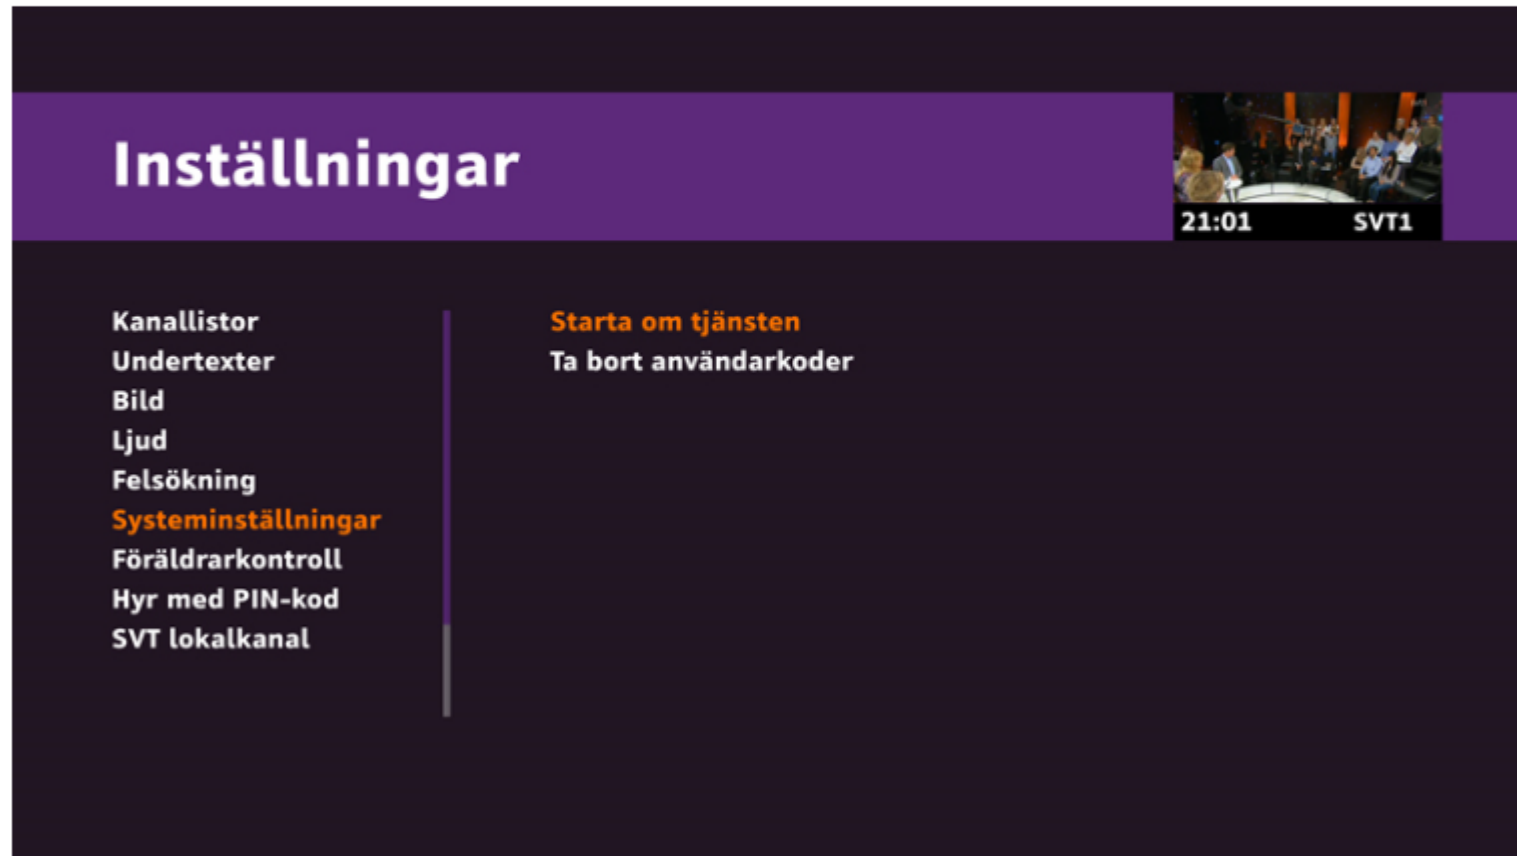 Inställningar
21:01 SVT1
Kanallistor
Undertexter
Bild
Ljud
Felsökning
Systeminställningar
Föräldrarkontroll
Hyr med PIN-kod
SVT lokalkanal
Starta om tjänsten
Ta bort användarkoder